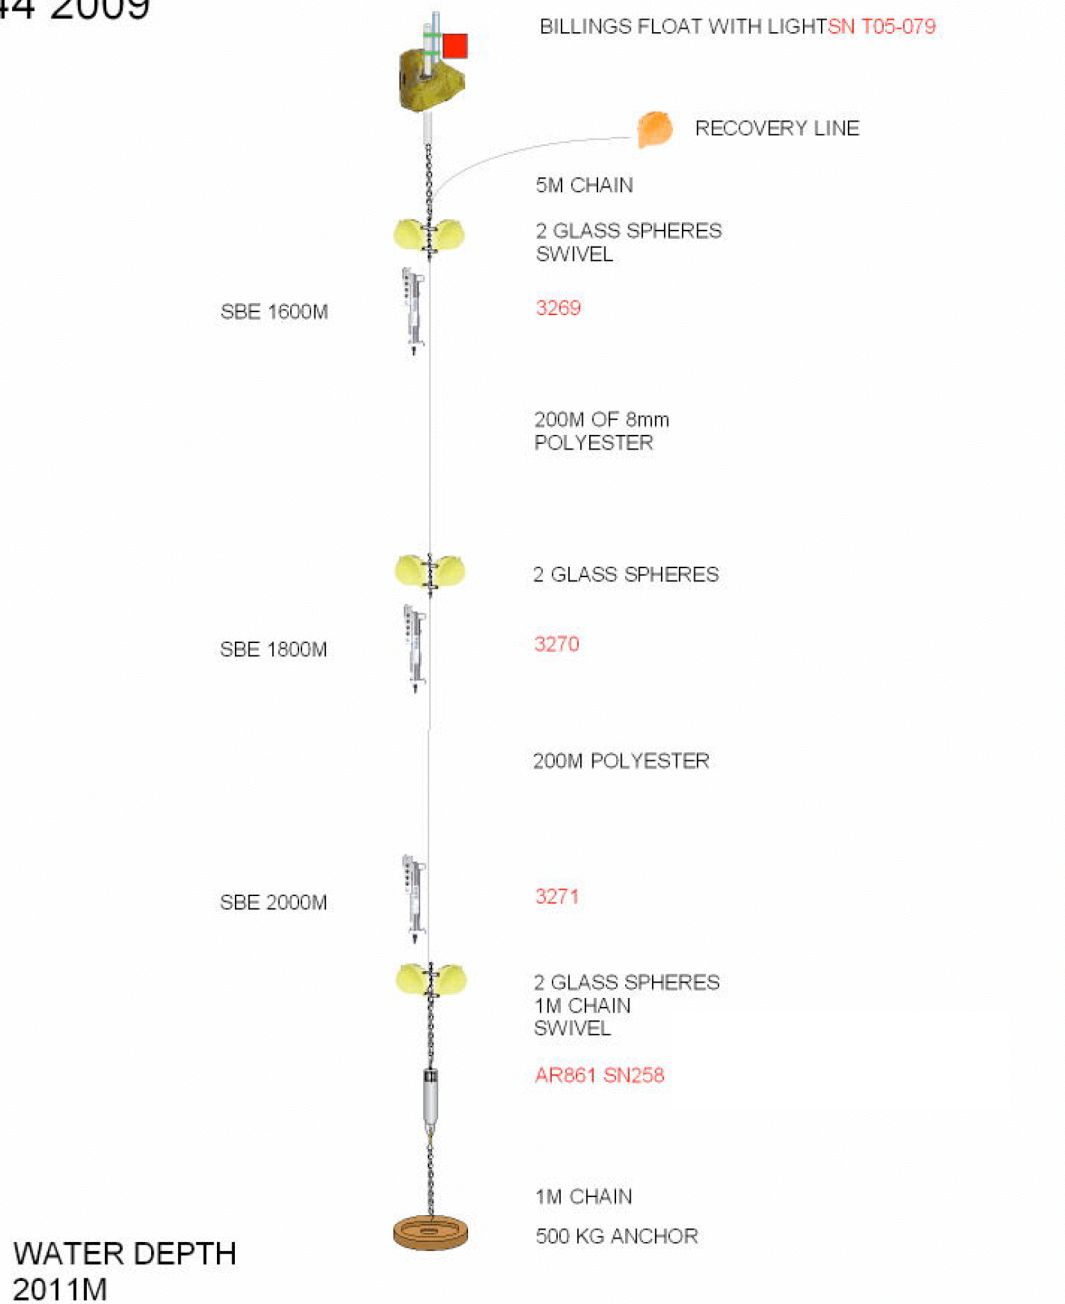 44 2009
BILLINGS FLOAT WITH LIGHTSN T05-079
RECOVERY LINE
5M CHAIN
2 GLASS SPHERES
SWIVEL
SBE 1600M
3269
200M OF 8mm
POLYESTER
2 GLASS SPHERES
SBE 1800M
3270
200M POLYESTER
SBE 2000M
3271
2 GLASS SPHERES
1M CHAIN
SWIVEL
AR861 SN258
1M CHAIN
500 KG ANCHOR
WATER DEPTH
2011M